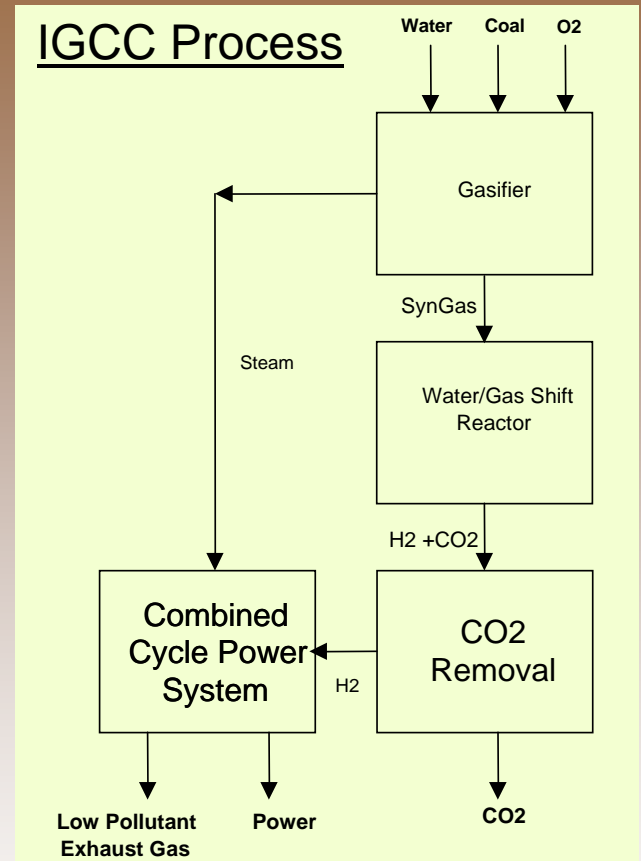 IGCC Process
Water Coal O2
Gasifier
SynGas
Steam
Water/Gas Shift
Reactor
H2 +CO2
Combined
Cycle Power
System
H2
CO2
Removal
Low Pollutant
Exhaust Gas
Power
CO2